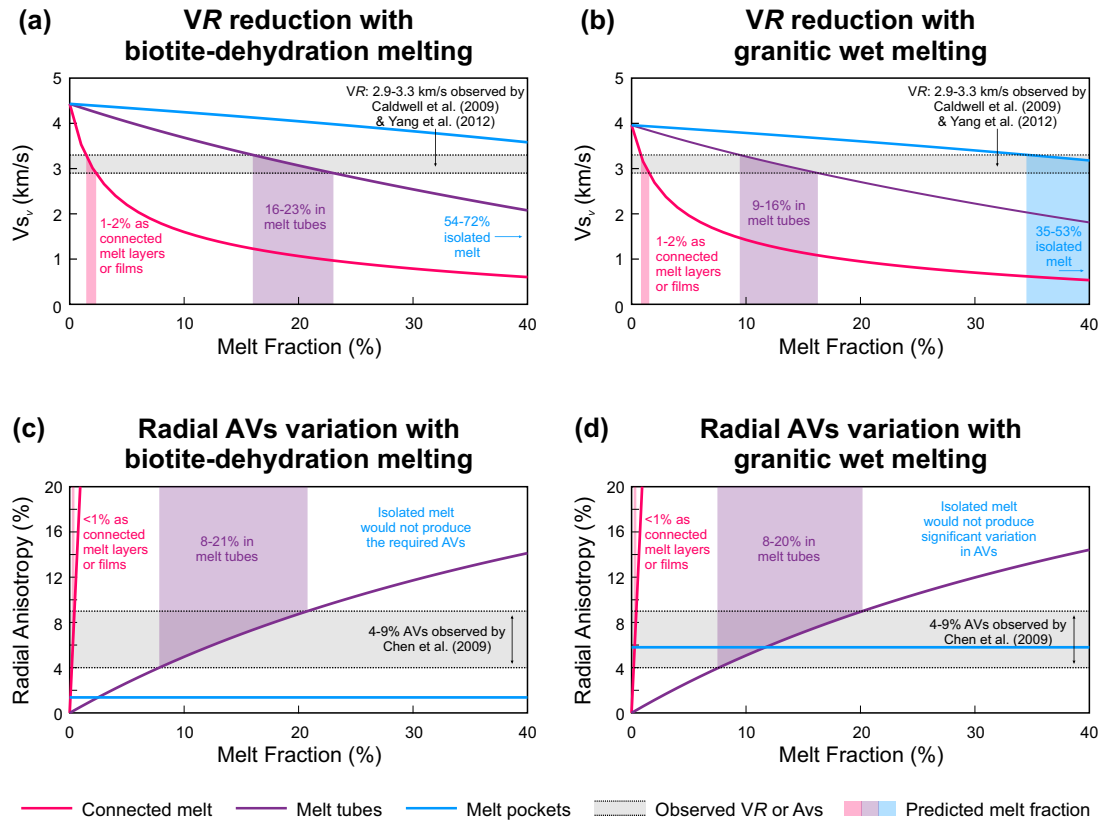 (a)
VR reduction with
biotite-dehydration melting
5
4
3
2
1
0
Vsᵥ (km/s)
VR: 2.9-3.3 km/s observed by
Caldwell et al. (2009)
& Yang et al. (2012)
1-2% as
connected
melt layers
or films
16-23% in
melt tubes
54-72%
isolated
melt
0
10
20
30
40
Melt Fraction (%)
(b)
VR reduction with
granitic wet melting
5
4
3
2
1
0
Vsᵥ (km/s)
VR: 2.9-3.3 km/s observed by
Caldwell et al. (2009)
& Yang et al. (2012)
1-2% as
connected
melt layers
or films
9-16% in
melt tubes
35-53%
isolated
melt
0
10
20
30
40
Melt Fraction (%)
(c)
Radial AVs variation with
biotite-dehydration melting
20
16
12
8
4
0
Radial Anisotropy (%)
<1% as
connected
melt layers
or films
8-21% in
melt tubes
Isolated melt
would not produce
the required AVs
4-9% AVs observed by
Chen et al. (2009)
0
10
20
30
40
Melt Fraction (%)
(d)
Radial AVs variation with
granitic wet melting
20
16
12
8
4
0
Radial Anisotropy (%)
<1% as
connected
melt layers
or films
8-20% in
melt tubes
Isolated melt
would not produce
significant variation
in AVs
4-9% AVs observed by
Chen et al. (2009)
0
10
20
30
40
Melt Fraction (%)
Connected melt
Melt tubes
Melt pockets
Observed VR or Avs
Predicted melt fraction